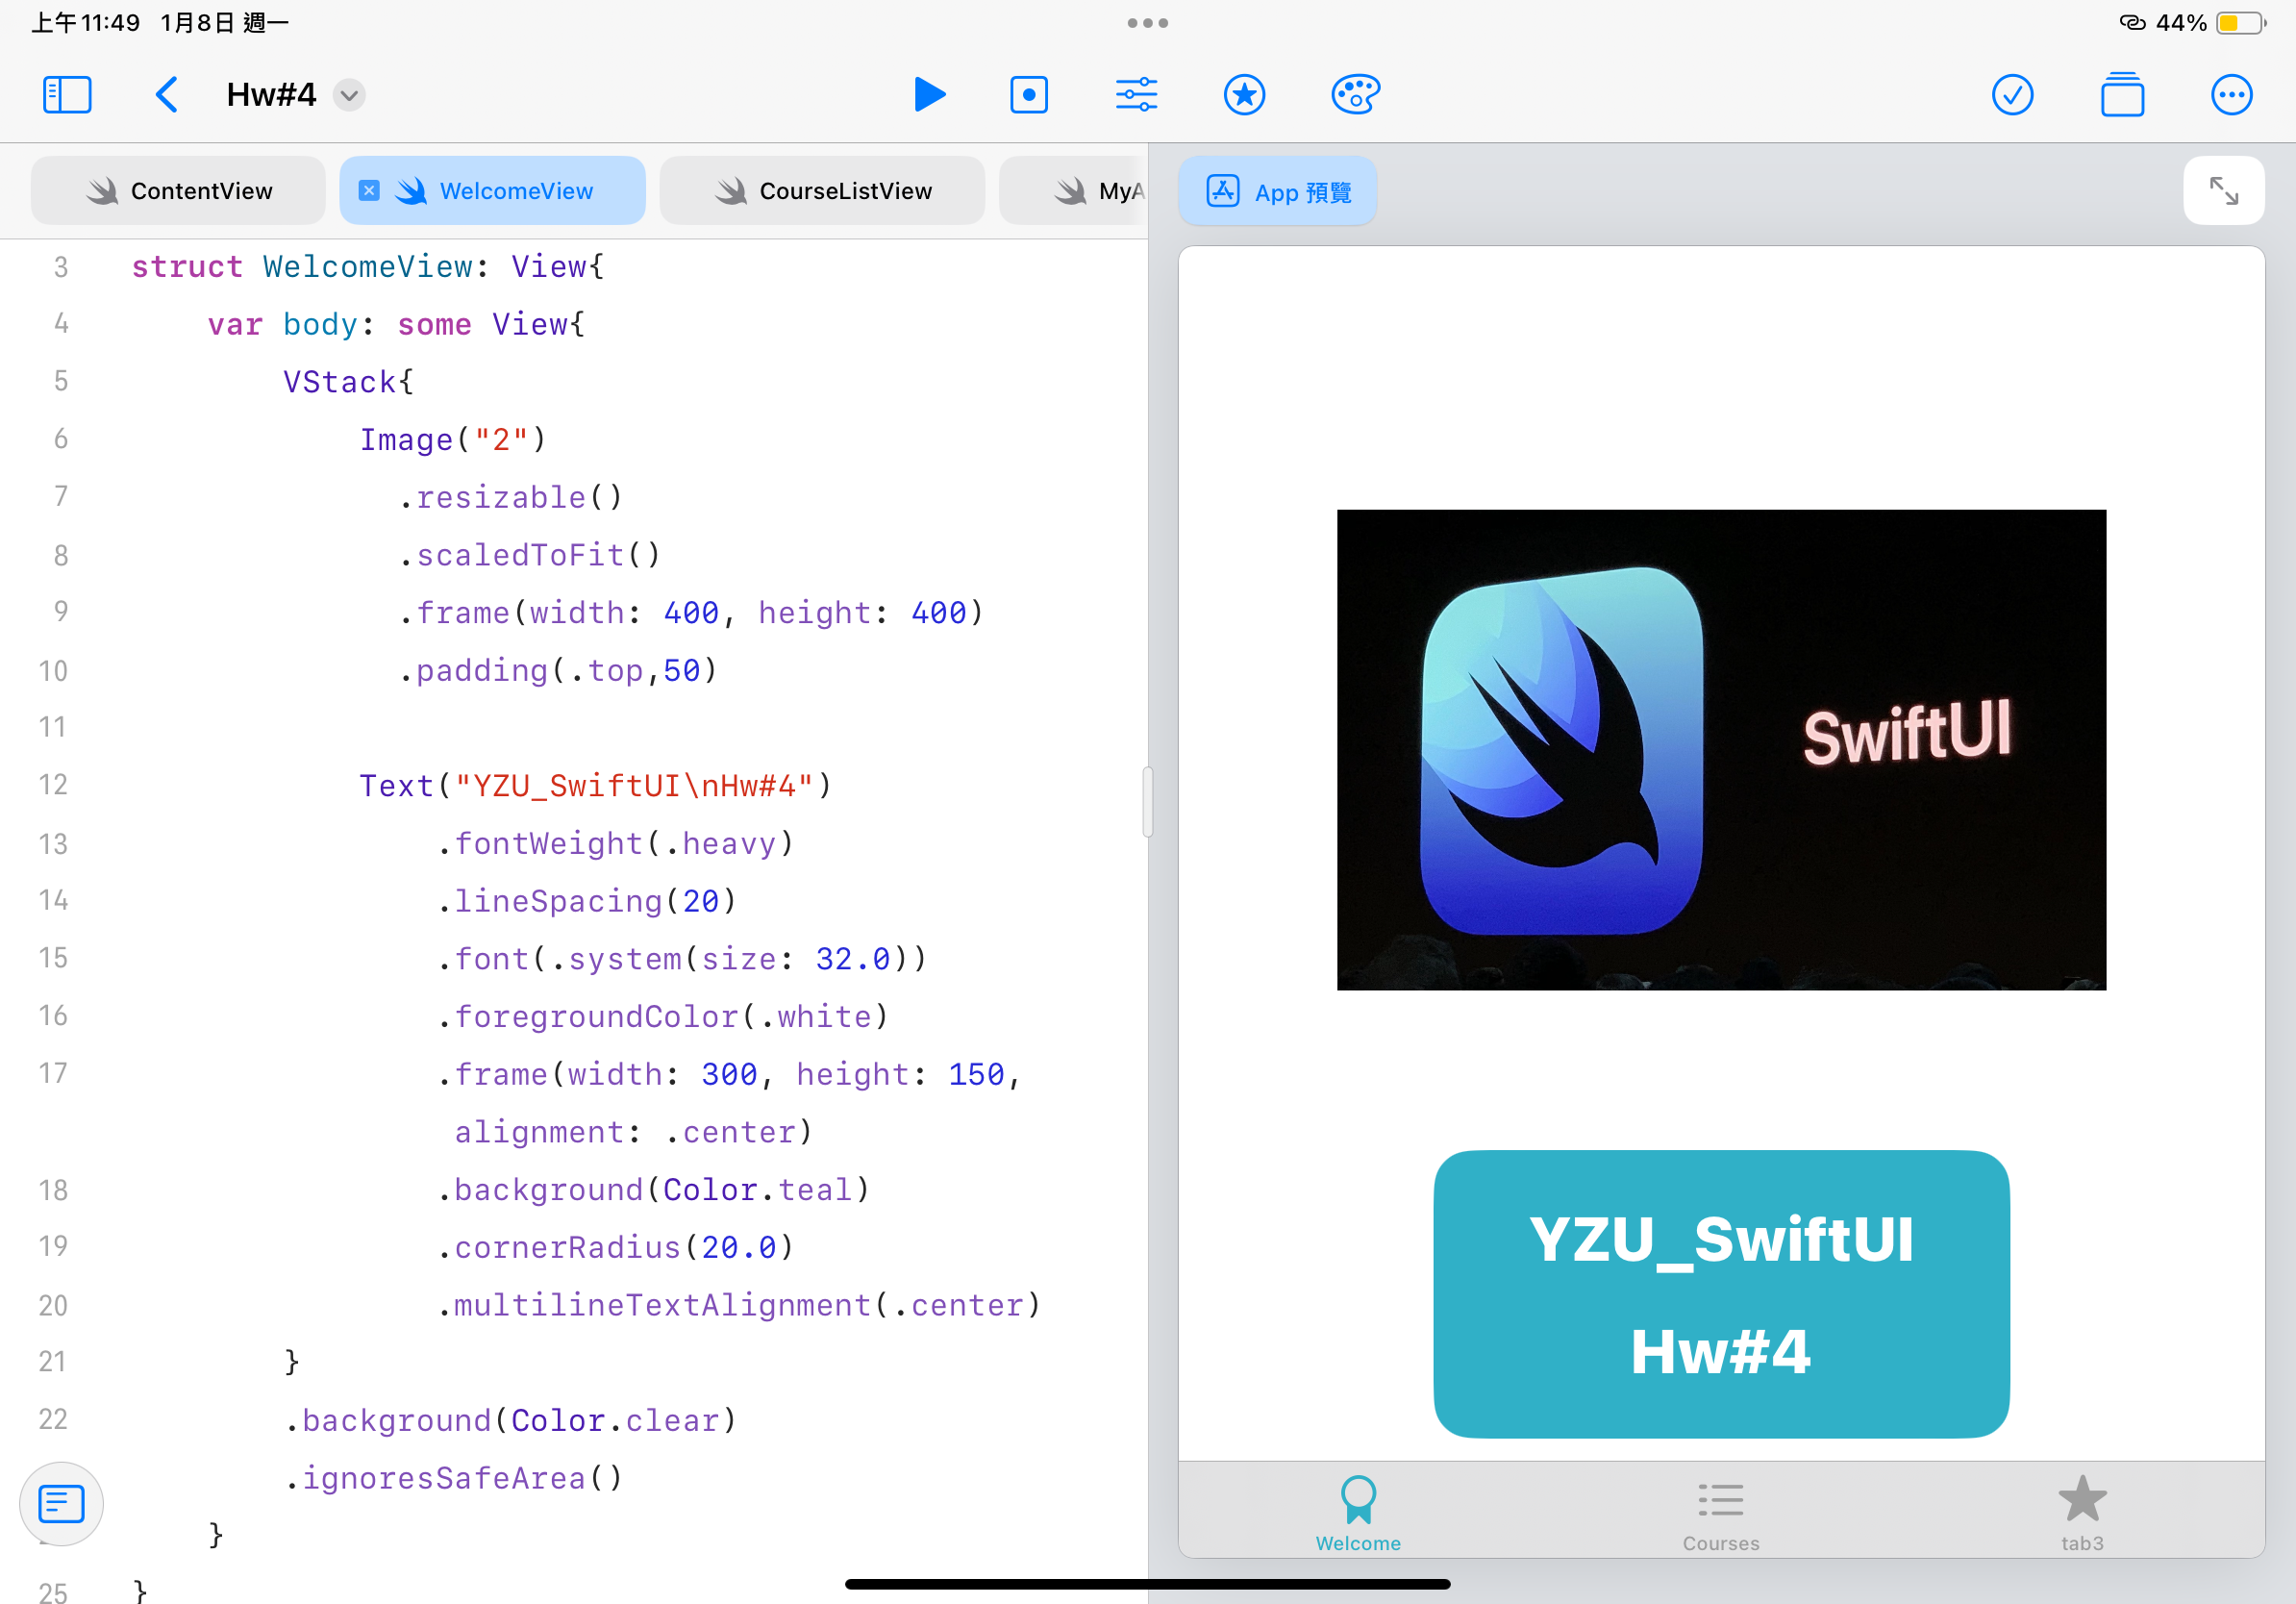 上午11:49 1月8日 週一
44%
Hw#4
ContentView
WelcomeView
CourseListView
MyA
App 預覽
3 struct WelcomeView: View{
4 var body: some View{
5 VStack{
6 Image("2")
7 .resizable()
8 .scaledToFit()
9 .frame(width: 400, height: 400)
10 .padding(.top,50)
11
12 Text("YZU_SwiftUI\nHw#4")
13 .fontWeight(.heavy)
14 .lineSpacing(20)
15 .font(.system(size: 32.0))
16 .foregroundColor(.white)
17 .frame(width: 300, height: 150,
alignment: .center)
18 .background(Color.teal)
19 .cornerRadius(20.0)
20 .multilineTextAlignment(.center)
21 }
22 .background(Color.clear)
.ignoresSafeArea()
}
25 }
SwiftUI
YZU_SwiftUI
Hw#4
Welcome
Courses
tab3